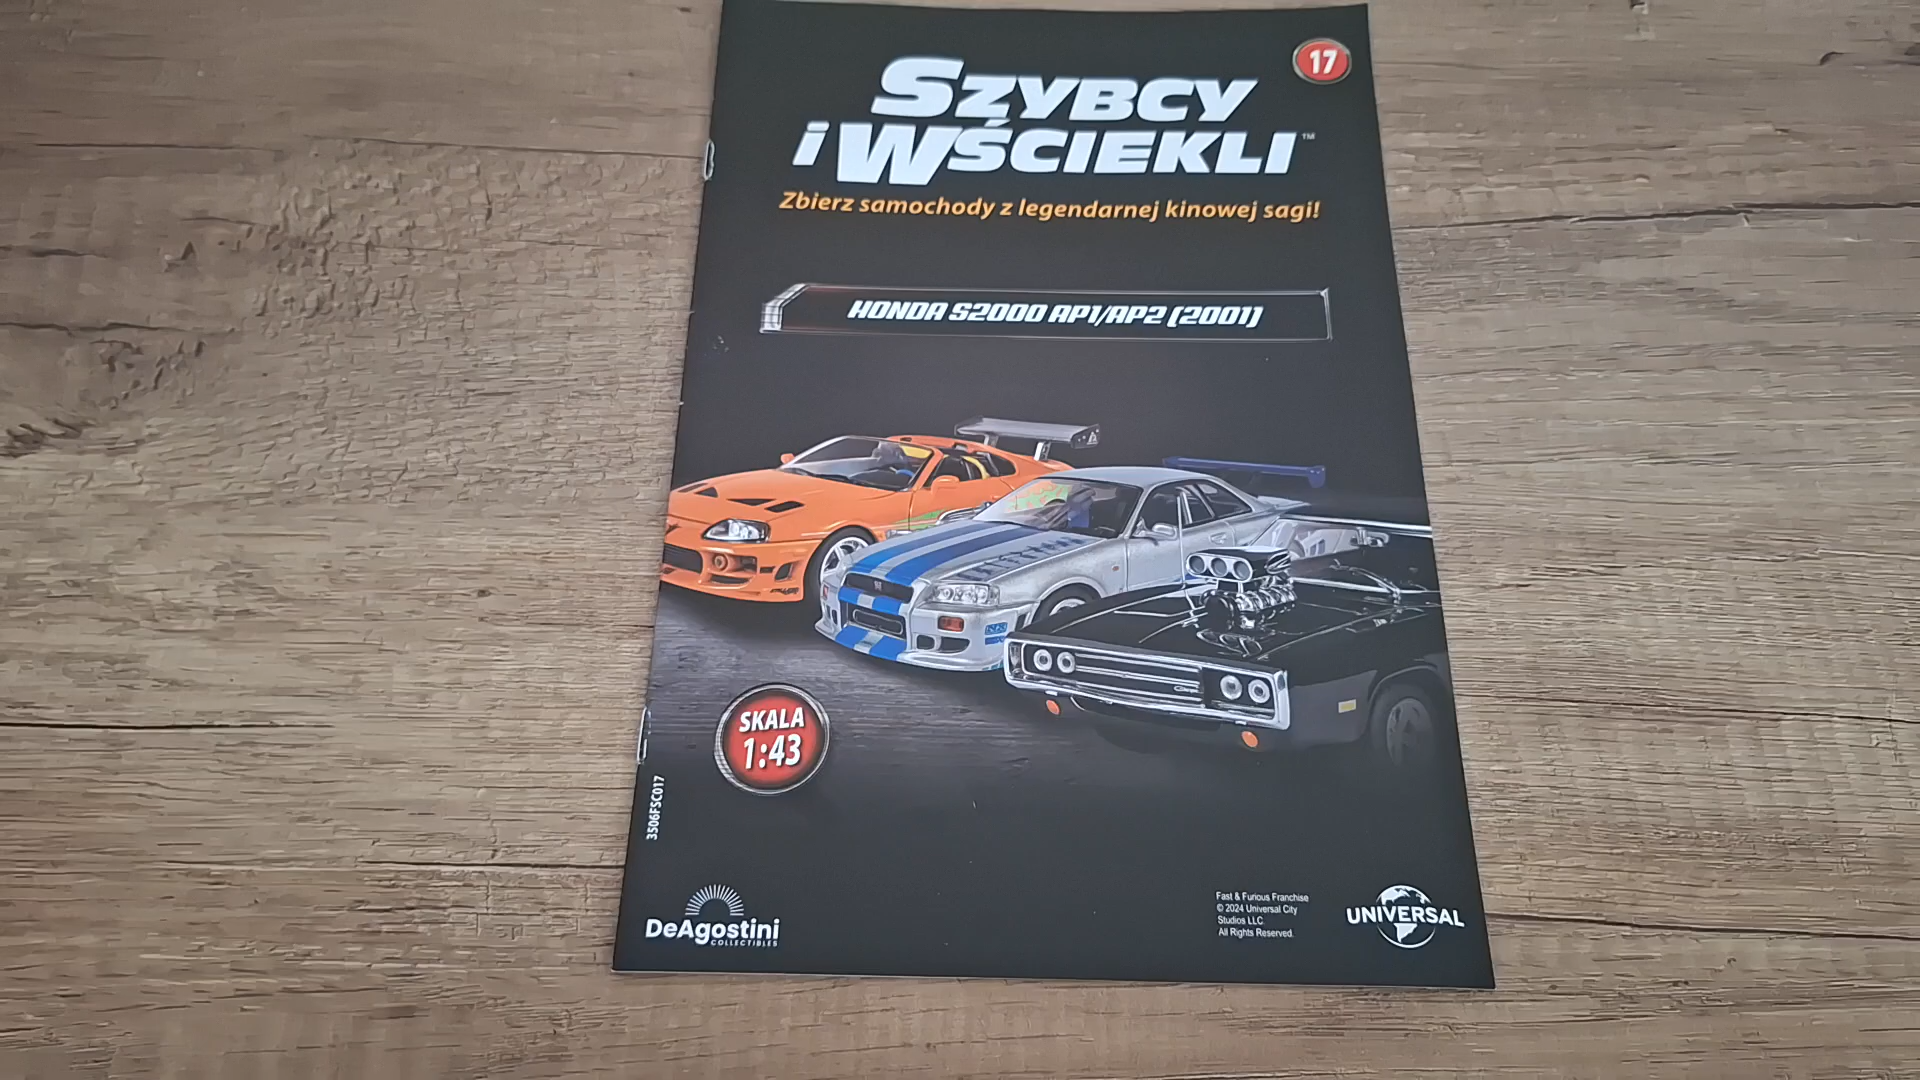 17
SZYBCY
i WŚCIEKLI™
Zbierz samochody z legendarnej kinowej sagi!
HONDA S2000 AP1/AP2 (2001)
SKALA
1:43
3506FSC017
DeAgostini
COLLECTIBLES
Fast & Furious Franchise
© 2024 Universal City
Studios LLC
All Rights Reserved.
UNIVERSAL